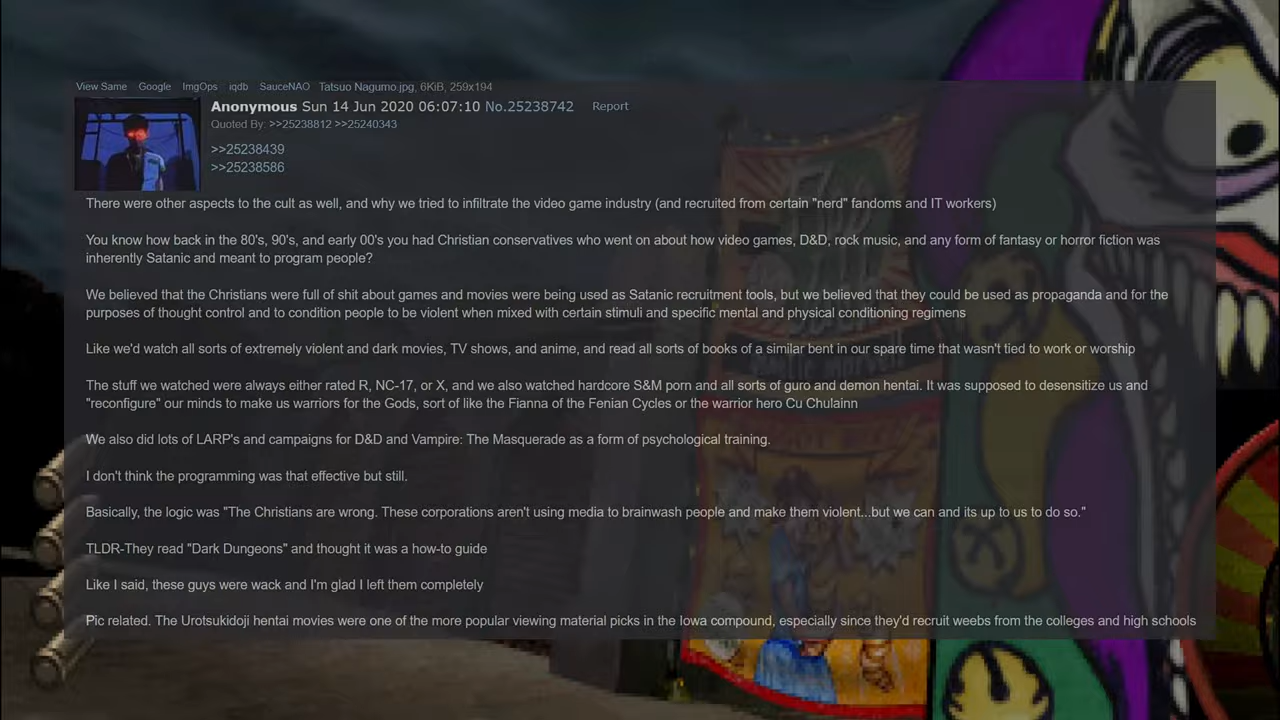 View Same Google ImgOps iqdb SauceNAO Tatsuo Nagumo.jpg, 6KiB, 259x194
Anonymous Sun 14 Jun 2020 06:07:10 No.25238742 Report
Quoted By: >>25238812 >>25240343
>>25238439
>>25238586
There were other aspects to the cult as well, and why we tried to infiltrate the video game industry (and recruited from certain "nerd" fandoms and IT workers)
You know how back in the 80's, 90's, and early 00's you had Christian conservatives who went on about how video games, D&D, rock music, and any form of fantasy or horror fiction was
inherently Satanic and meant to program people?
We believed that the Christians were full of shit about games and movies were being used as Satanic recruitment tools, but we believed that they could be used as propaganda and for the
purposes of thought control and to condition people to be violent when mixed with certain stimuli and specific mental and physical conditioning regimens
Like we'd watch all sorts of extremely violent and dark movies, TV shows, and anime, and read all sorts of books of a similar bent in our spare time that wasn't tied to work or worship
The stuff we watched were always either rated R, NC-17, or X, and we also watched hardcore S&M porn and all sorts of guro and demon hentai. It was supposed to desensitize us and
"reconfigure" our minds to make us warriors for the Gods, sort of like the Fianna of the Fenian Cycles or the warrior hero Cu Chulainn
We also did lots of LARP's and campaigns for D&D and Vampire: The Masquerade as a form of psychological training.
I don't think the programming was that effective but still.
Basically, the logic was "The Christians are wrong. These corporations aren't using media to brainwash people and make them violent...but we can and its up to us to do so."
TLDR-They read "Dark Dungeons" and thought it was a how-to guide
Like I said, these guys were wack and I'm glad I left them completely
Pic related. The Urotsukidoji hentai movies were one of the more popular viewing material picks in the Iowa compound, especially since they'd recruit weebs from the colleges and high schools